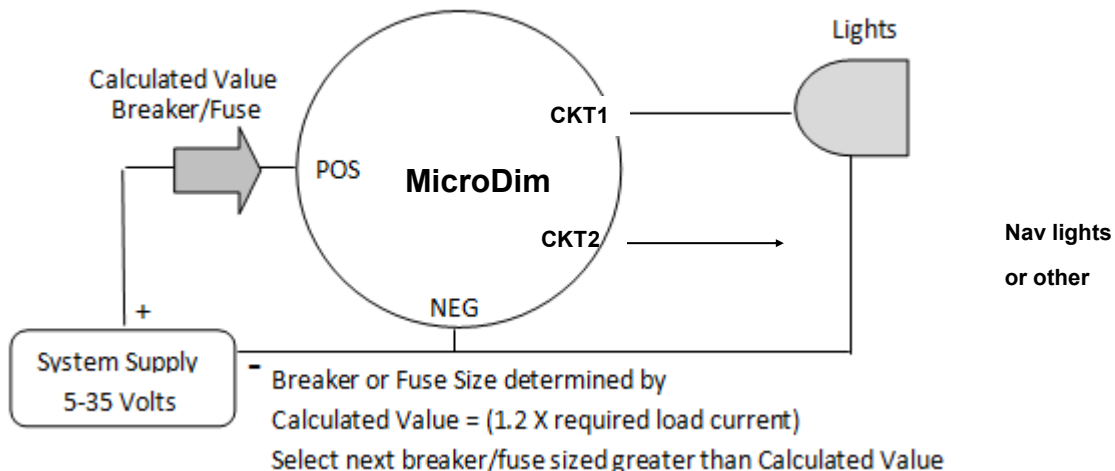 Lights
Calculated Value
Breaker/Fuse
CKT1
POS
MicroDim
CKT2
Nav lights
or other
NEG
+
System Supply
5-35 Volts
-
Breaker or Fuse Size determined by
Calculated Value = (1.2 X required load current)
Select next breaker/fuse sized greater than Calculated Value